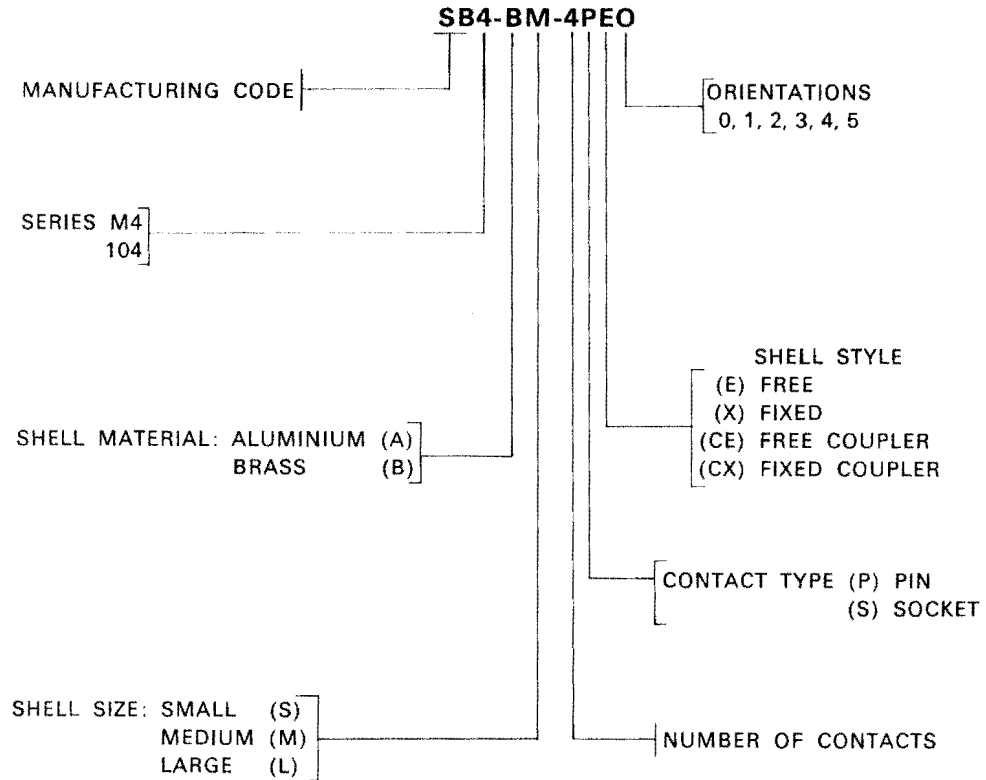 SB4-BM-4PEO
MANUFACTURING CODE
ORIENTATIONS
0, 1, 2, 3, 4, 5
SERIES M4
104
SHELL STYLE
(E) FREE
(X) FIXED
(CE) FREE COUPLER
(CX) FIXED COUPLER
SHELL MATERIAL: ALUMINIUM (A)
BRASS (B)
CONTACT TYPE (P) PIN
(S) SOCKET
SHELL SIZE: SMALL (S)
MEDIUM (M)
LARGE (L)
NUMBER OF CONTACTS